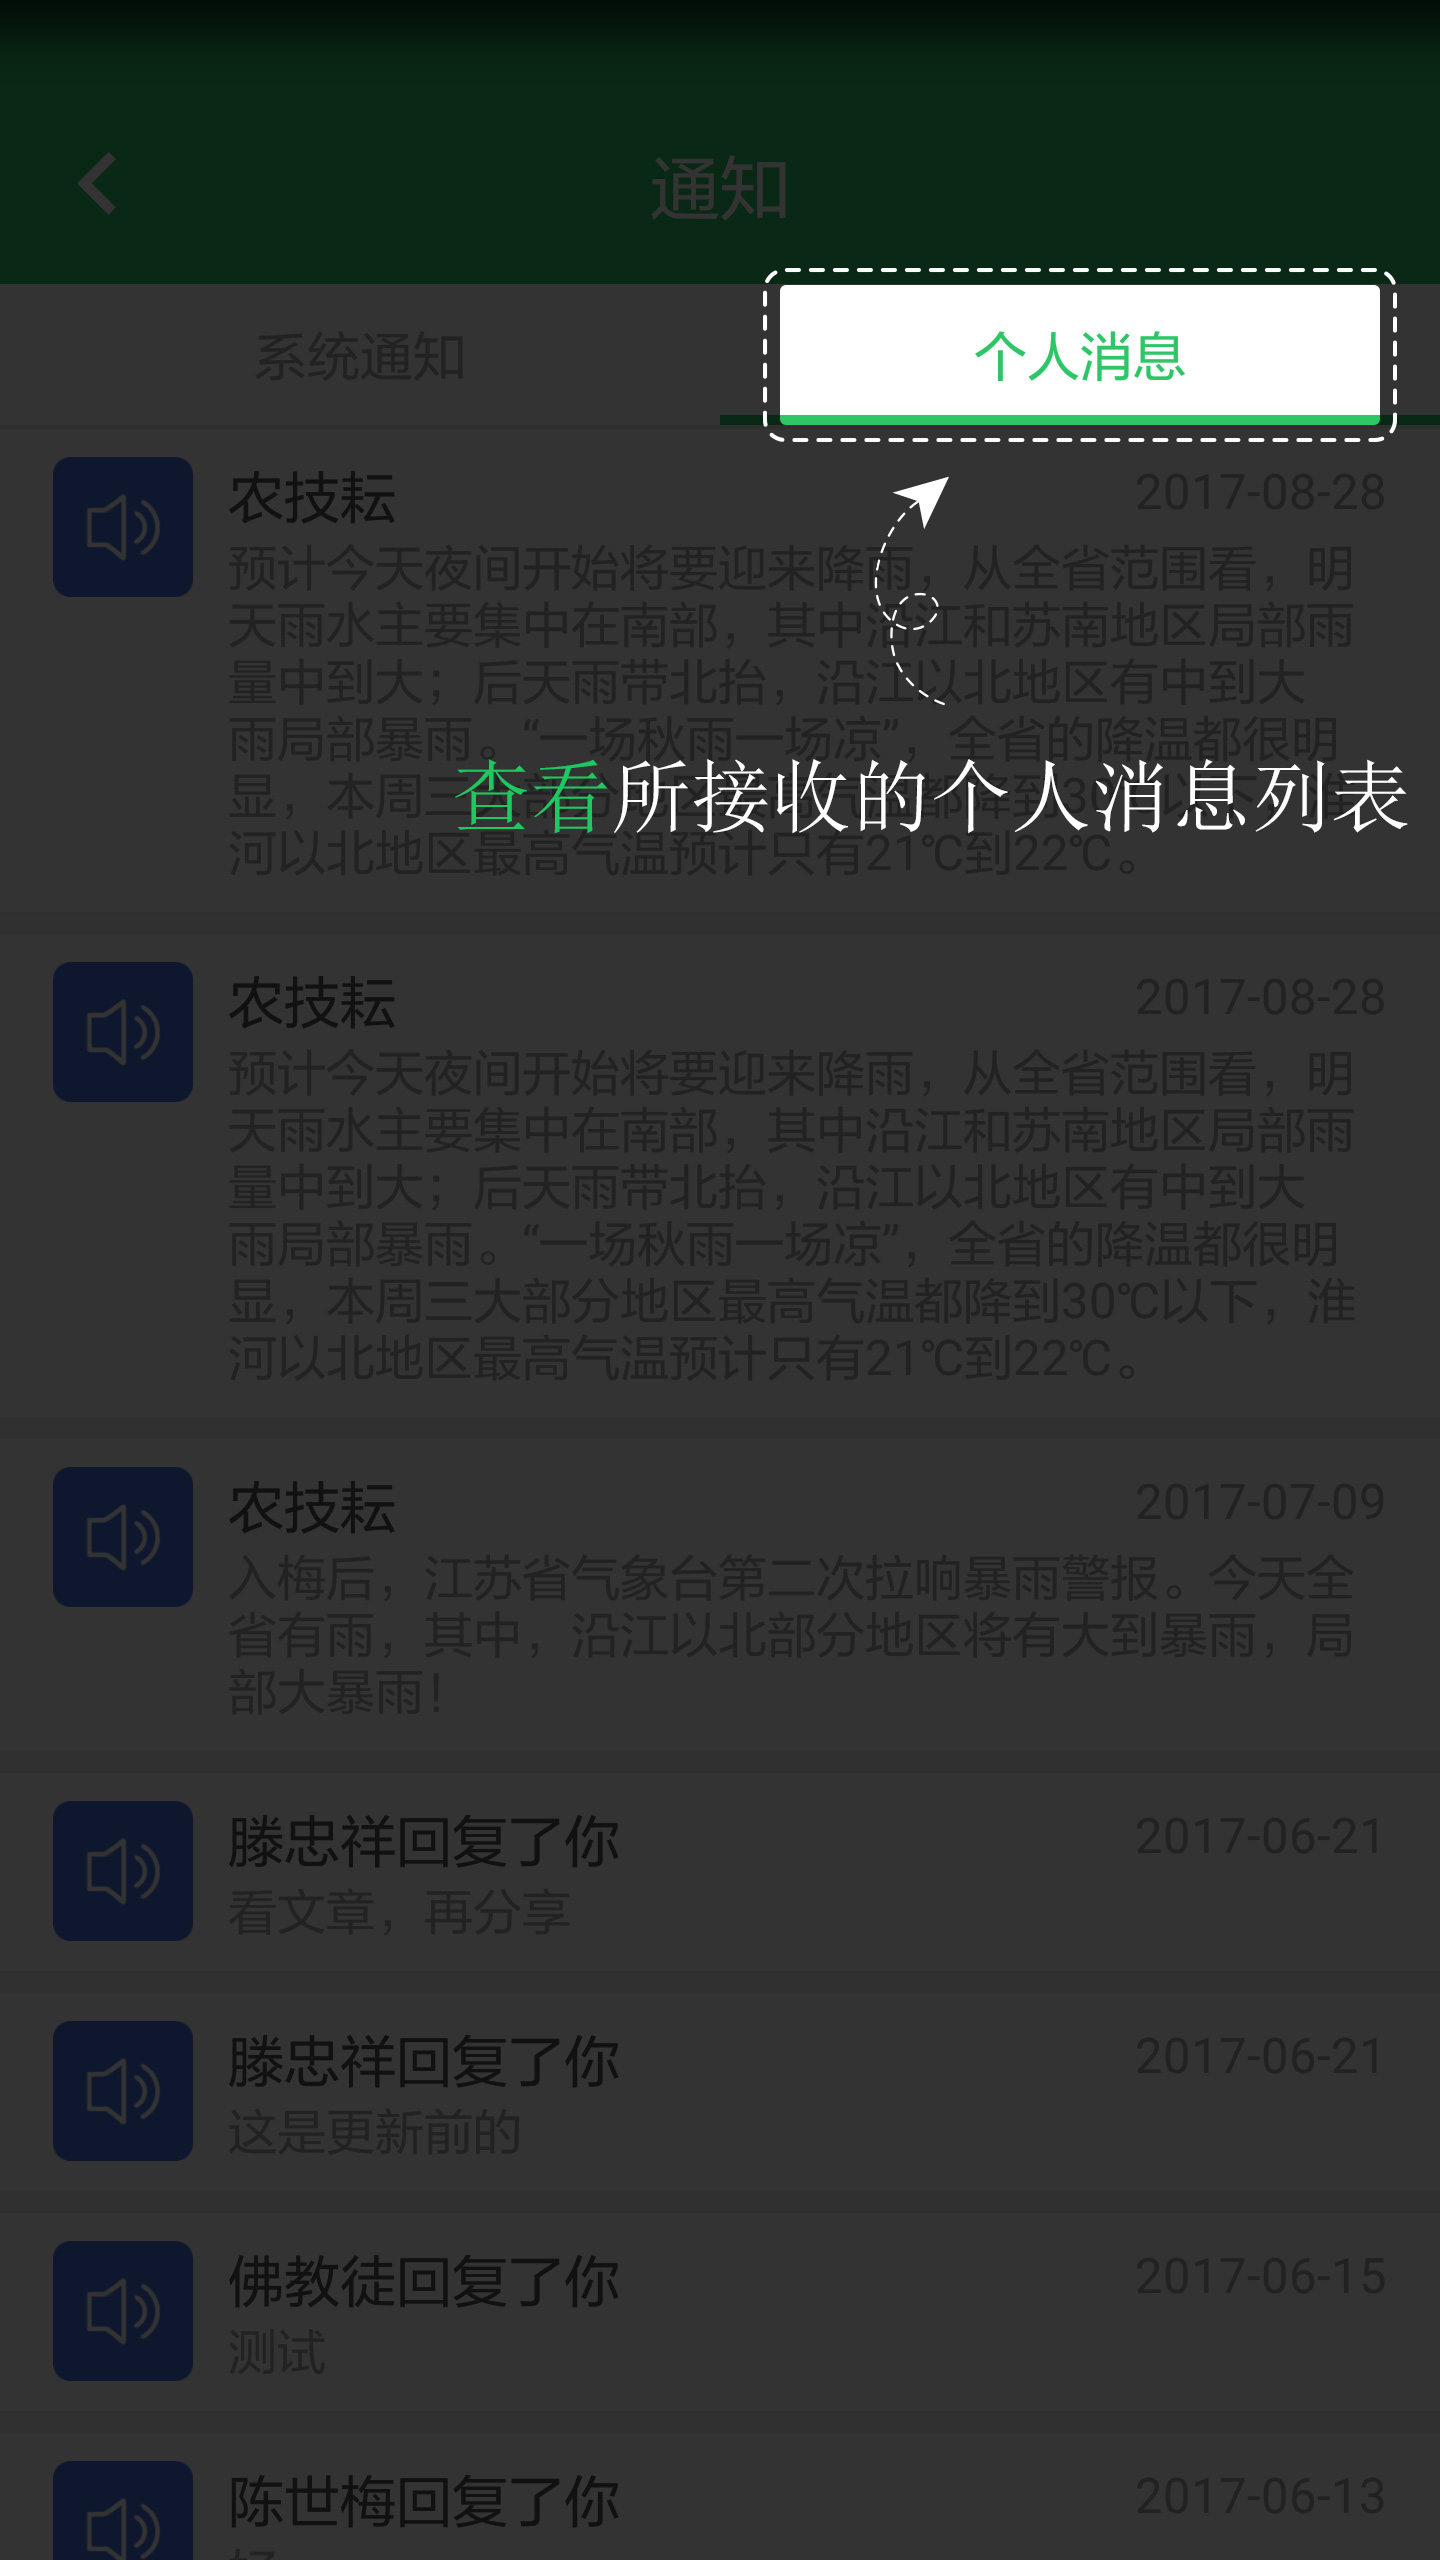 通知
系统通知
个人消息
农技耘
2017-08-28
预计今天夜间开始将要迎来降雨，从全省范围看，明
天雨水主要集中在南部，其中沿江和苏南地区局部雨
量中到大；后天雨带北抬，沿江以北地区有中到大
雨局部暴雨。“一场秋雨一场凉”，全省的降温都很明
查看所接收的个人消息列表
河以北地区最高气温预计只有21℃到22℃。
农技耘
2017-08-28
预计今天夜间开始将要迎来降雨，从全省范围看，明
天雨水主要集中在南部，其中沿江和苏南地区局部雨
量中到大；后天雨带北抬，沿江以北地区有中到大
雨局部暴雨。“一场秋雨一场凉”，全省的降温都很明
显，本周三大部分地区最高气温都降到30℃以下，淮
河以北地区最高气温预计只有21℃到22℃。
农技耘
2017-07-09
入梅后，江苏省气象台第二次拉响暴雨警报。今天全
省有雨，其中，沿江以北部分地区将有大到暴雨，局
部大暴雨！
滕忠祥回复了你
2017-06-21
看文章，再分享
滕忠祥回复了你
2017-06-21
这是更新前的
佛教徒回复了你
2017-06-15
测试
陈世梅回复了你
2017-06-13